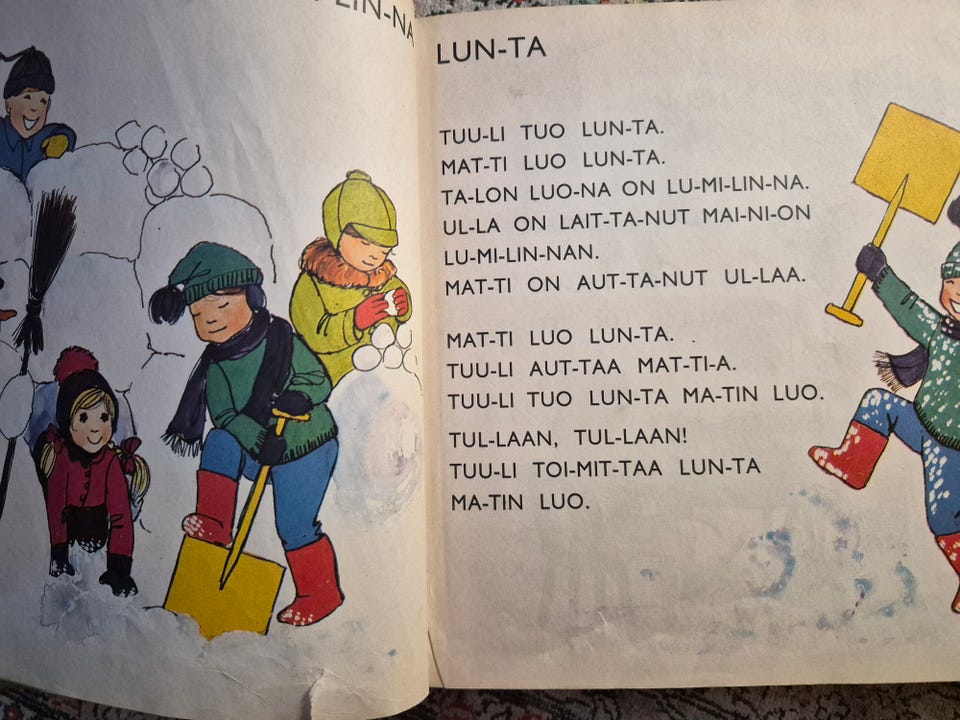 LIN-NA
LUN-TA
TUU-LI TUO LUN-TA.
MAT-TI LUO LUN-TA.
TA-LON LUO-NA ON LU-MI-LIN-NA.
UL-LA ON LAIT-TA-NUT MAI-NI-ON
LU-MI-LIN-NAN.
MAT-TI ON AUT-TA-NUT UL-LAA.
MAT-TI LUO LUN-TA.
TUU-LI AUT-TAA MAT-TI-A.
TUU-LI TUO LUN-TA MA-TIN LUO.
TUL-LAAN, TUL-LAAN!
TUU-LI TOI-MIT-TAA LUN-TA
MA-TIN LUO.